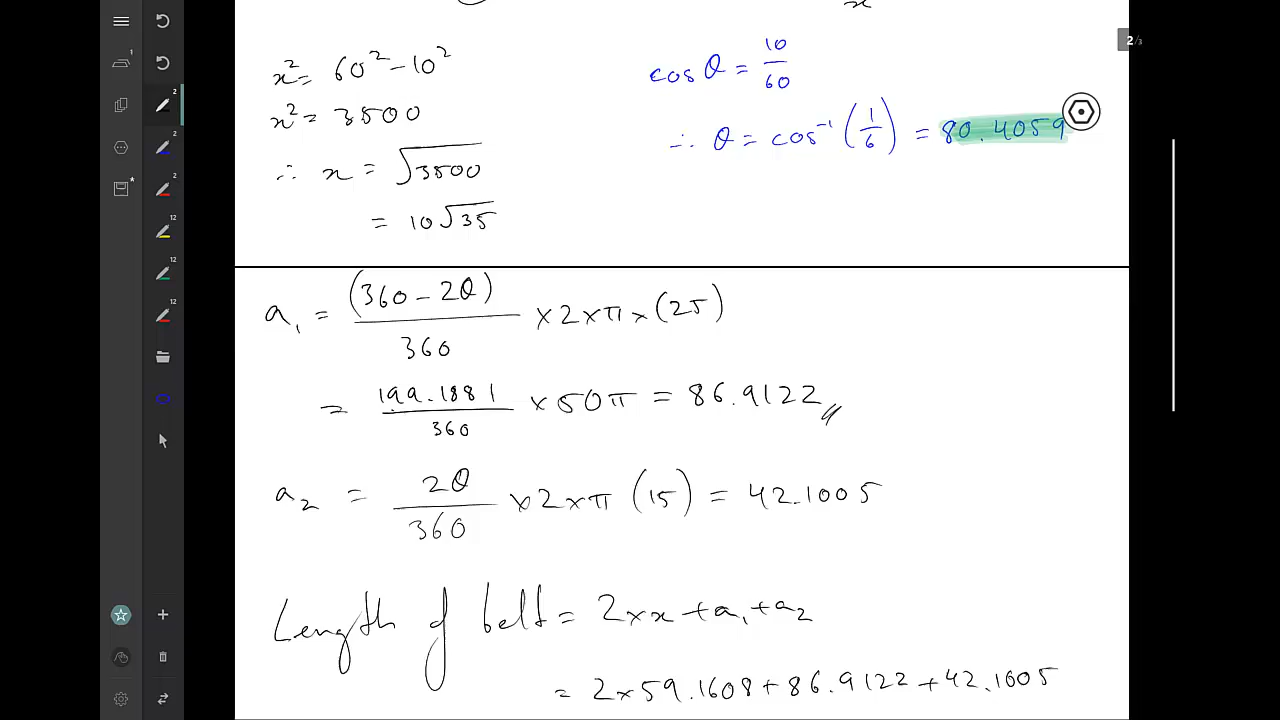 2/3
x² = 60² - 10²
x² = 3500
∴ x = √3500
= 10√35
cos θ = 10/60
∴ θ = cos⁻¹ (1/6) = 80.4059
a₁ = (360 - 2θ)/360 × 2 × π × (25)
= 199.1881/360 × 50π = 86.9122
a₂ = 2θ/360 × 2 × π (15) = 42.1005
Length of belt = 2 × x + a₁ + a₂
= 2 × 59.1608 + 86.9122 + 42.1005